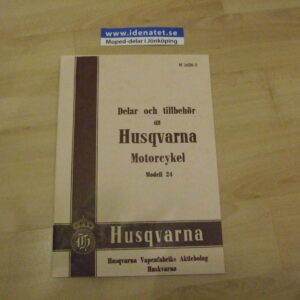 www.idenatet.se
Moped-delar i Jönköping
Delar och tillbehör
till
Husqvarna
Motorcykel
Modell 24
Husqvarna
Husqvarna Vapenfabriks Aktiebolag
Huskvarna